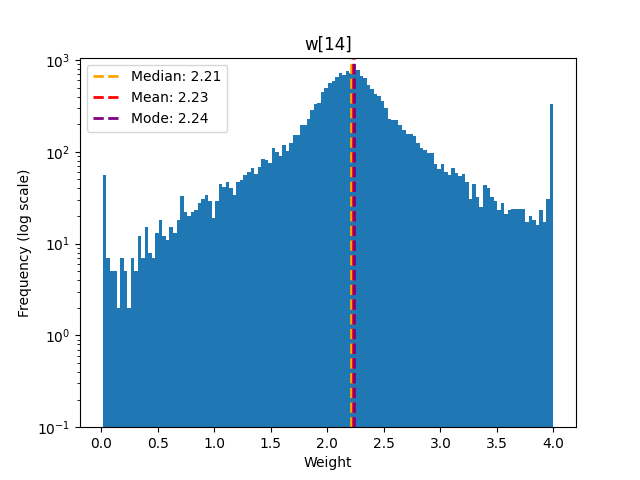 w[14]
Median: 2.21
Mean: 2.23
Mode: 2.24
Frequency (log scale)
10³
10²
10¹
10⁰
10⁻¹
0.0 0.5 1.0 1.5 2.0 2.5 3.0 3.5 4.0
Weight